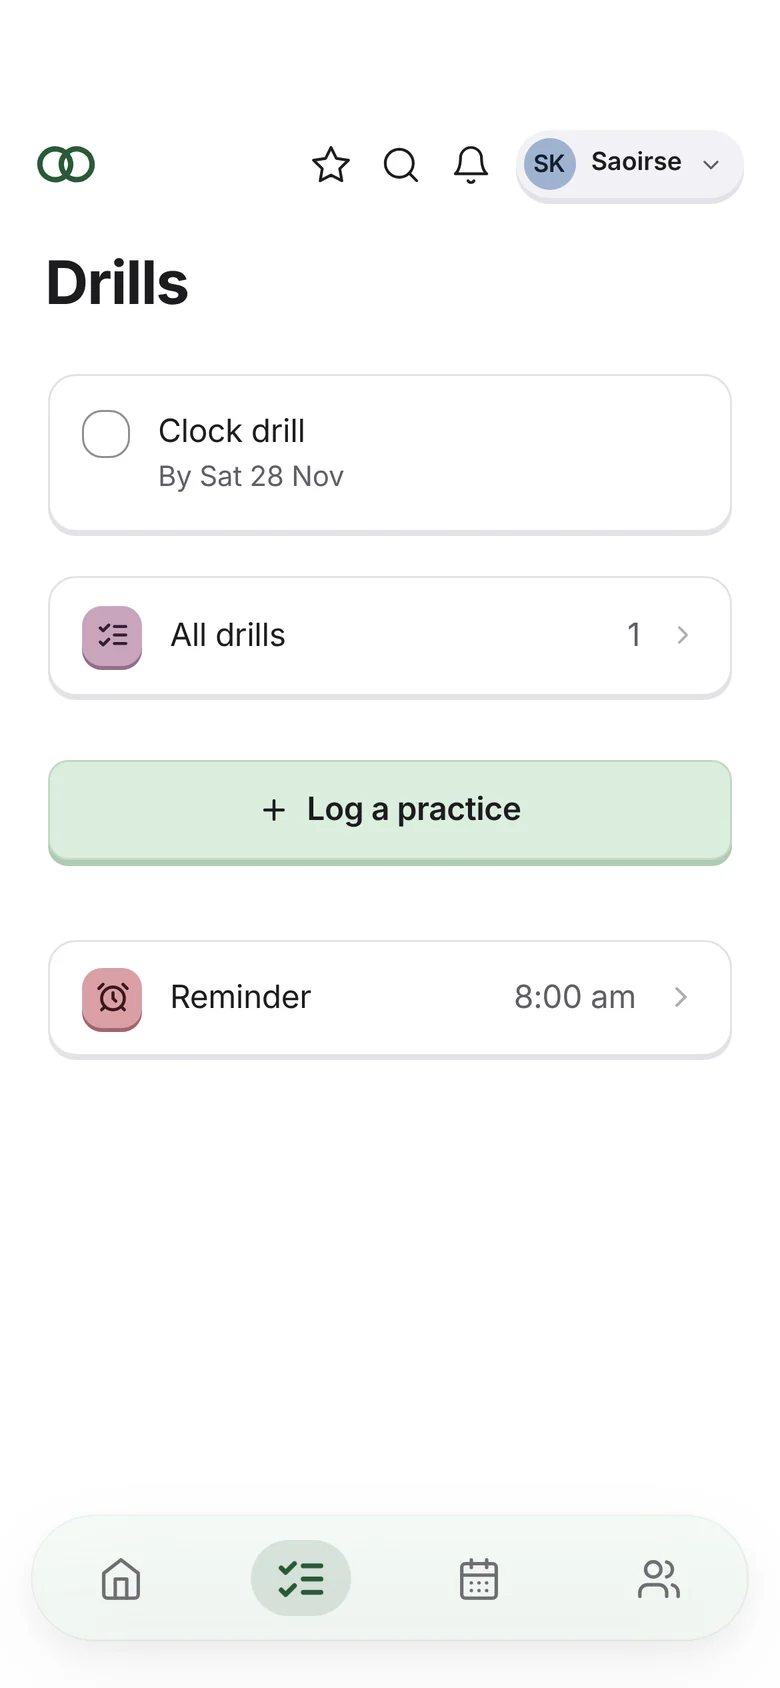 SK Saoirse
Drills
Clock drill
By Sat 28 Nov
All drills 1
Log a practice
Reminder 8:00 am